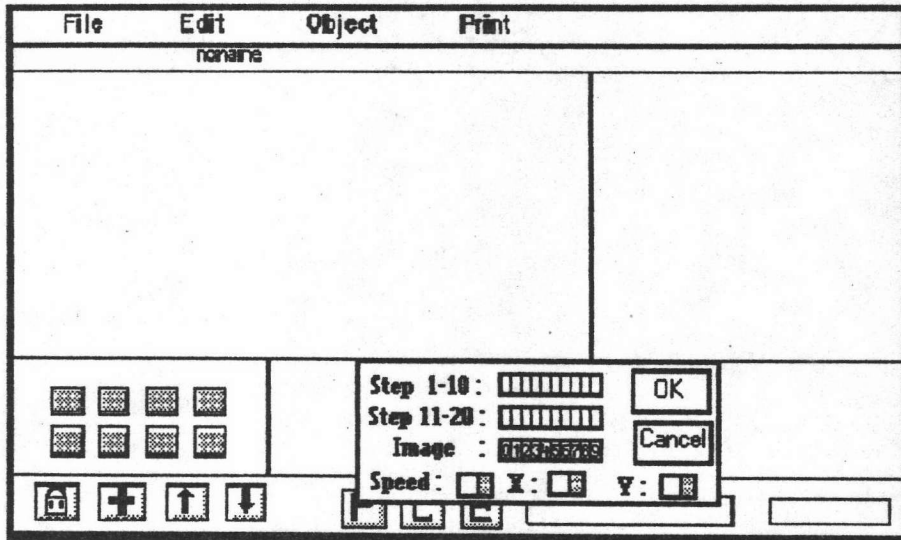 File Edit Object Print
noname
Step 1-10 :
OK
Step 11-20 :
Cancel
Image :
Speed : X : Y :